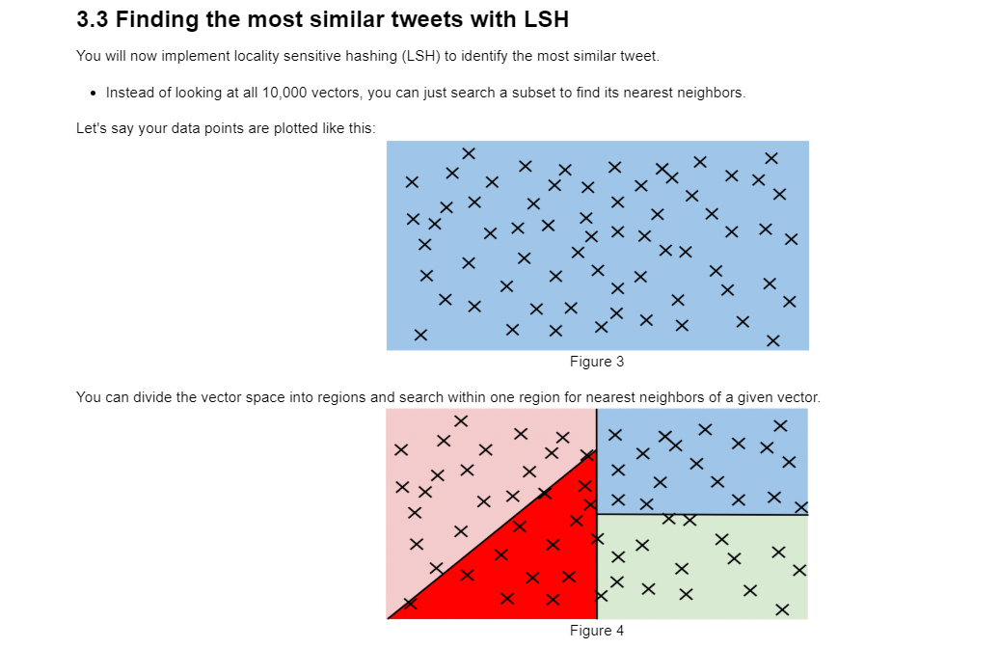 3.3 Finding the most similar tweets with LSH
You will now implement locality sensitive hashing (LSH) to identify the most similar tweet.
• Instead of looking at all 10,000 vectors, you can just search a subset to find its nearest neighbors.
Let's say your data points are plotted like this:
Figure 3
You can divide the vector space into regions and search within one region for nearest neighbors of a given vector.
Figure 4